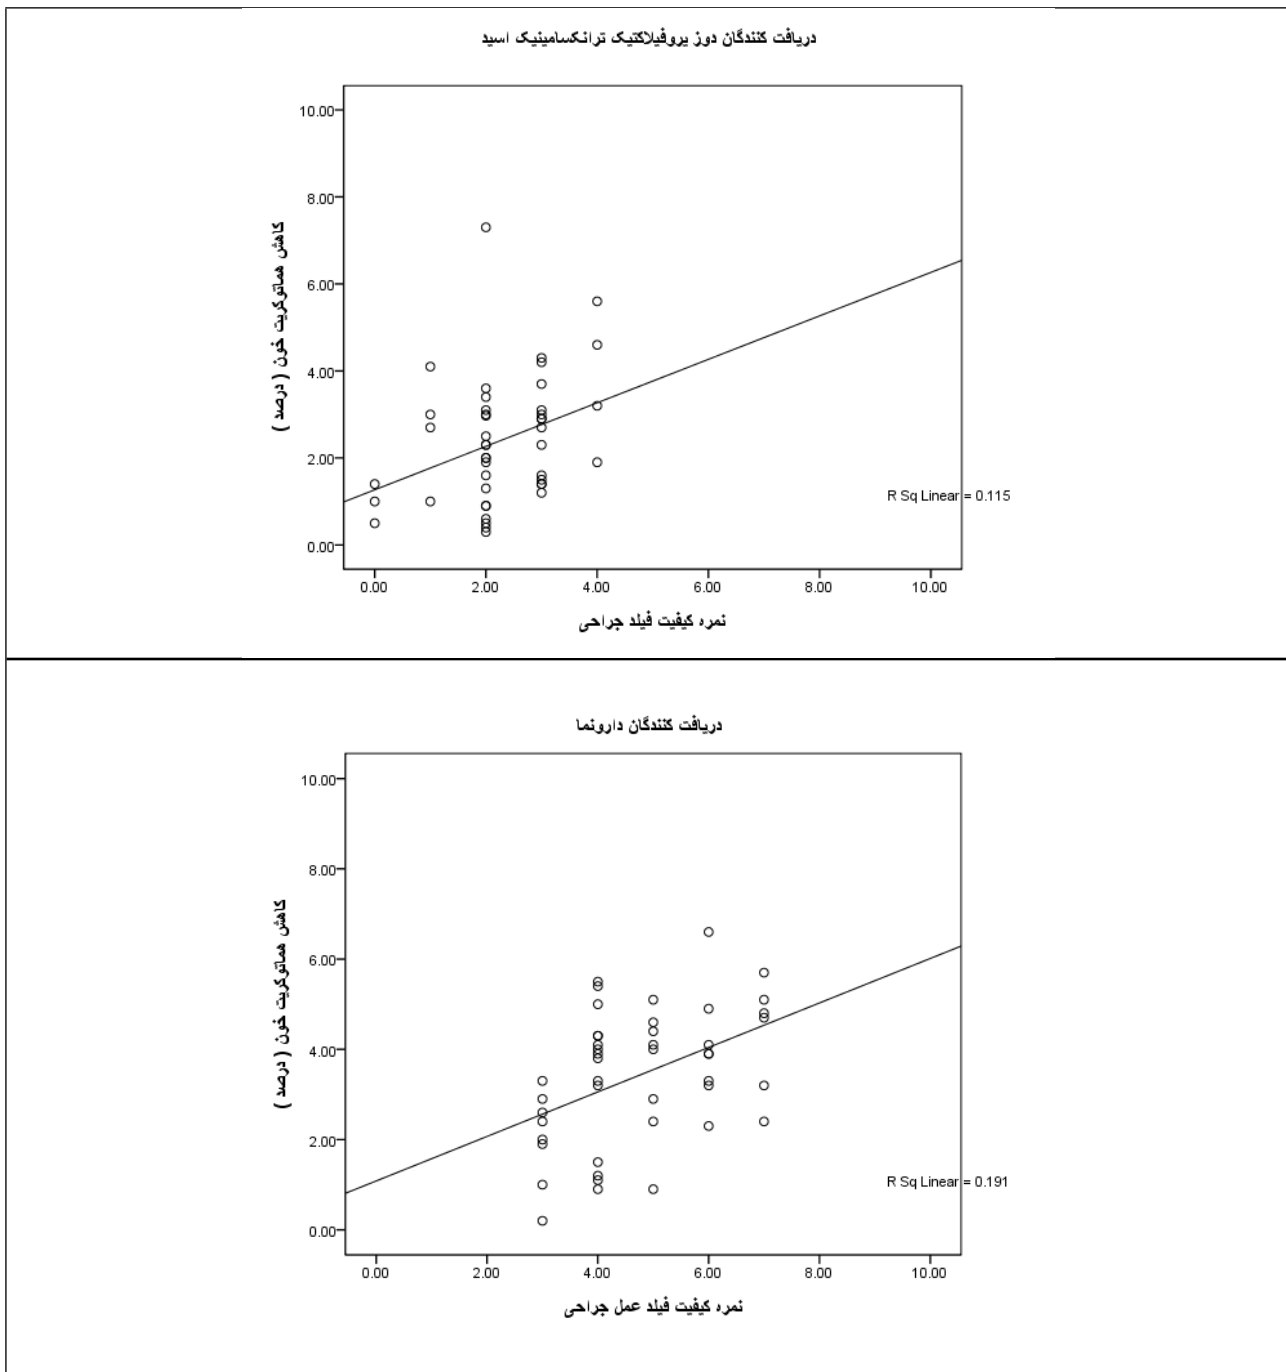 دریافت کنندگان دوز پروفیلاکتیک ترانکسامینیک اسید
10.00
8.00
6.00
4.00
2.00
0.00
کاهش هماتوکریت خون ( درصد )
R Sq Linear = 0.115
0.00 2.00 4.00 6.00 8.00 10.00
نمره کیفیت فیلد جراحی
دریافت کنندگان دارونما
10.00
8.00
6.00
4.00
2.00
0.00
کاهش هماتوکریت خون ( درصد )
R Sq Linear = 0.191
0.00 2.00 4.00 6.00 8.00 10.00
نمره کیفیت فیلد عمل جراحی